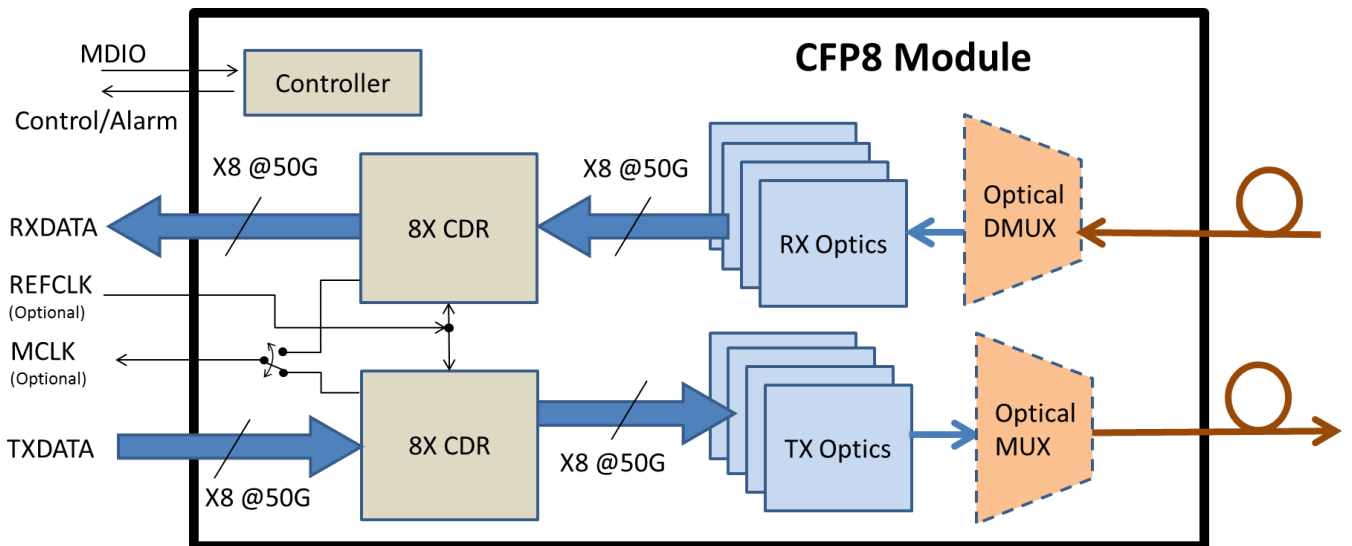 CFP8 Module
MDIO
Controller
Control/Alarm
X8 @50G
X8 @50G
RXDATA
8X CDR
RX Optics
Optical
DMUX
REFCLK
(Optional)
MCLK
(Optional)
TXDATA
8X CDR
TX Optics
Optical
MUX
X8 @50G
X8 @50G